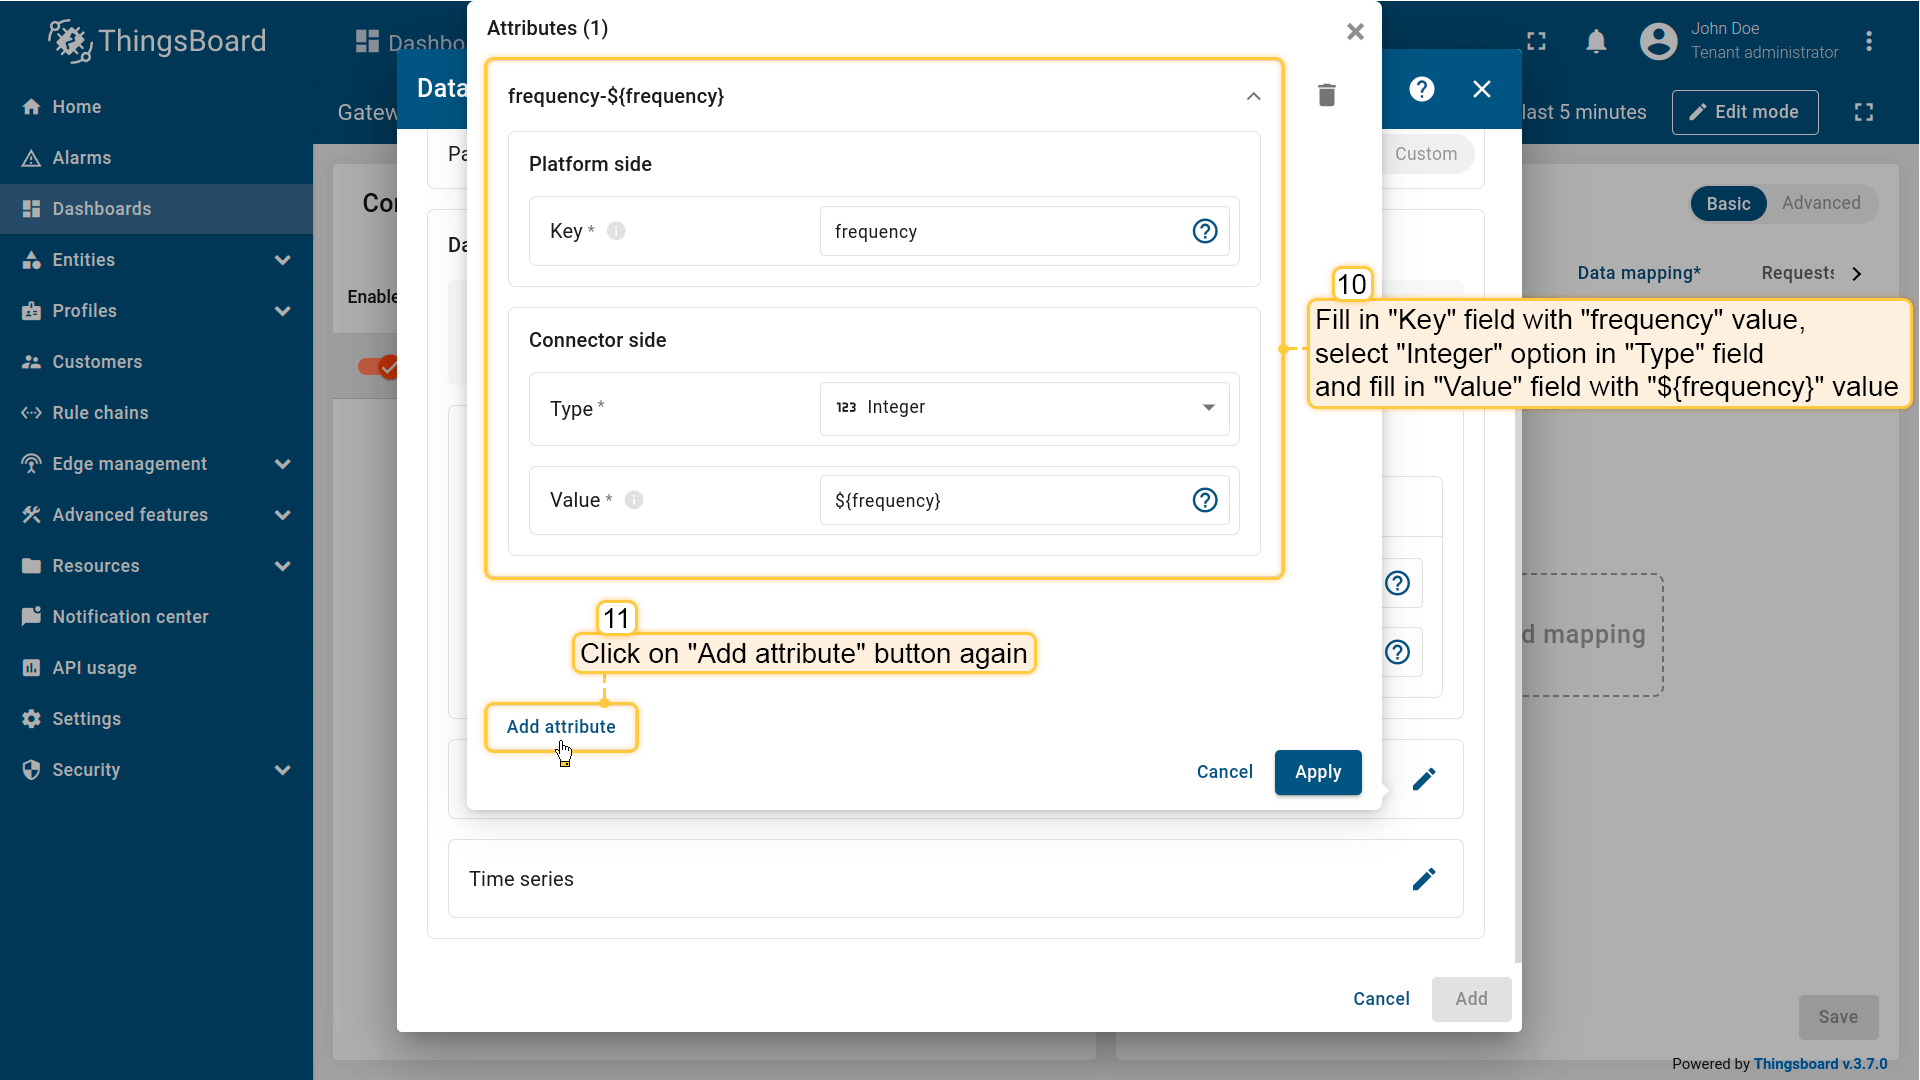 ThingsBoard
Dashbo
John Doe
Tenant administrator
Home
Alarms
Dashboards
Entities
Profiles
Customers
Rule chains
Edge management
Advanced features
Resources
Notification center
API usage
Settings
Security
Gatew
last 5 minutes
Edit mode
Data
Pa
Custom
Co
Da
Basic
Advanced
Enable
Data mapping*
Requests
Attributes (1)
frequency-${frequency}
Platform side
Key *
frequency
Connector side
Type *
123 Integer
Value *
${frequency}
10
Fill in "Key" field with "frequency" value,
select "Integer" option in "Type" field
and fill in "Value" field with "${frequency}" value
11
Click on "Add attribute" button again
Add attribute
Cancel
Apply
d mapping
Time series
Cancel
Add
Save
Powered by Thingsboard v.3.7.0